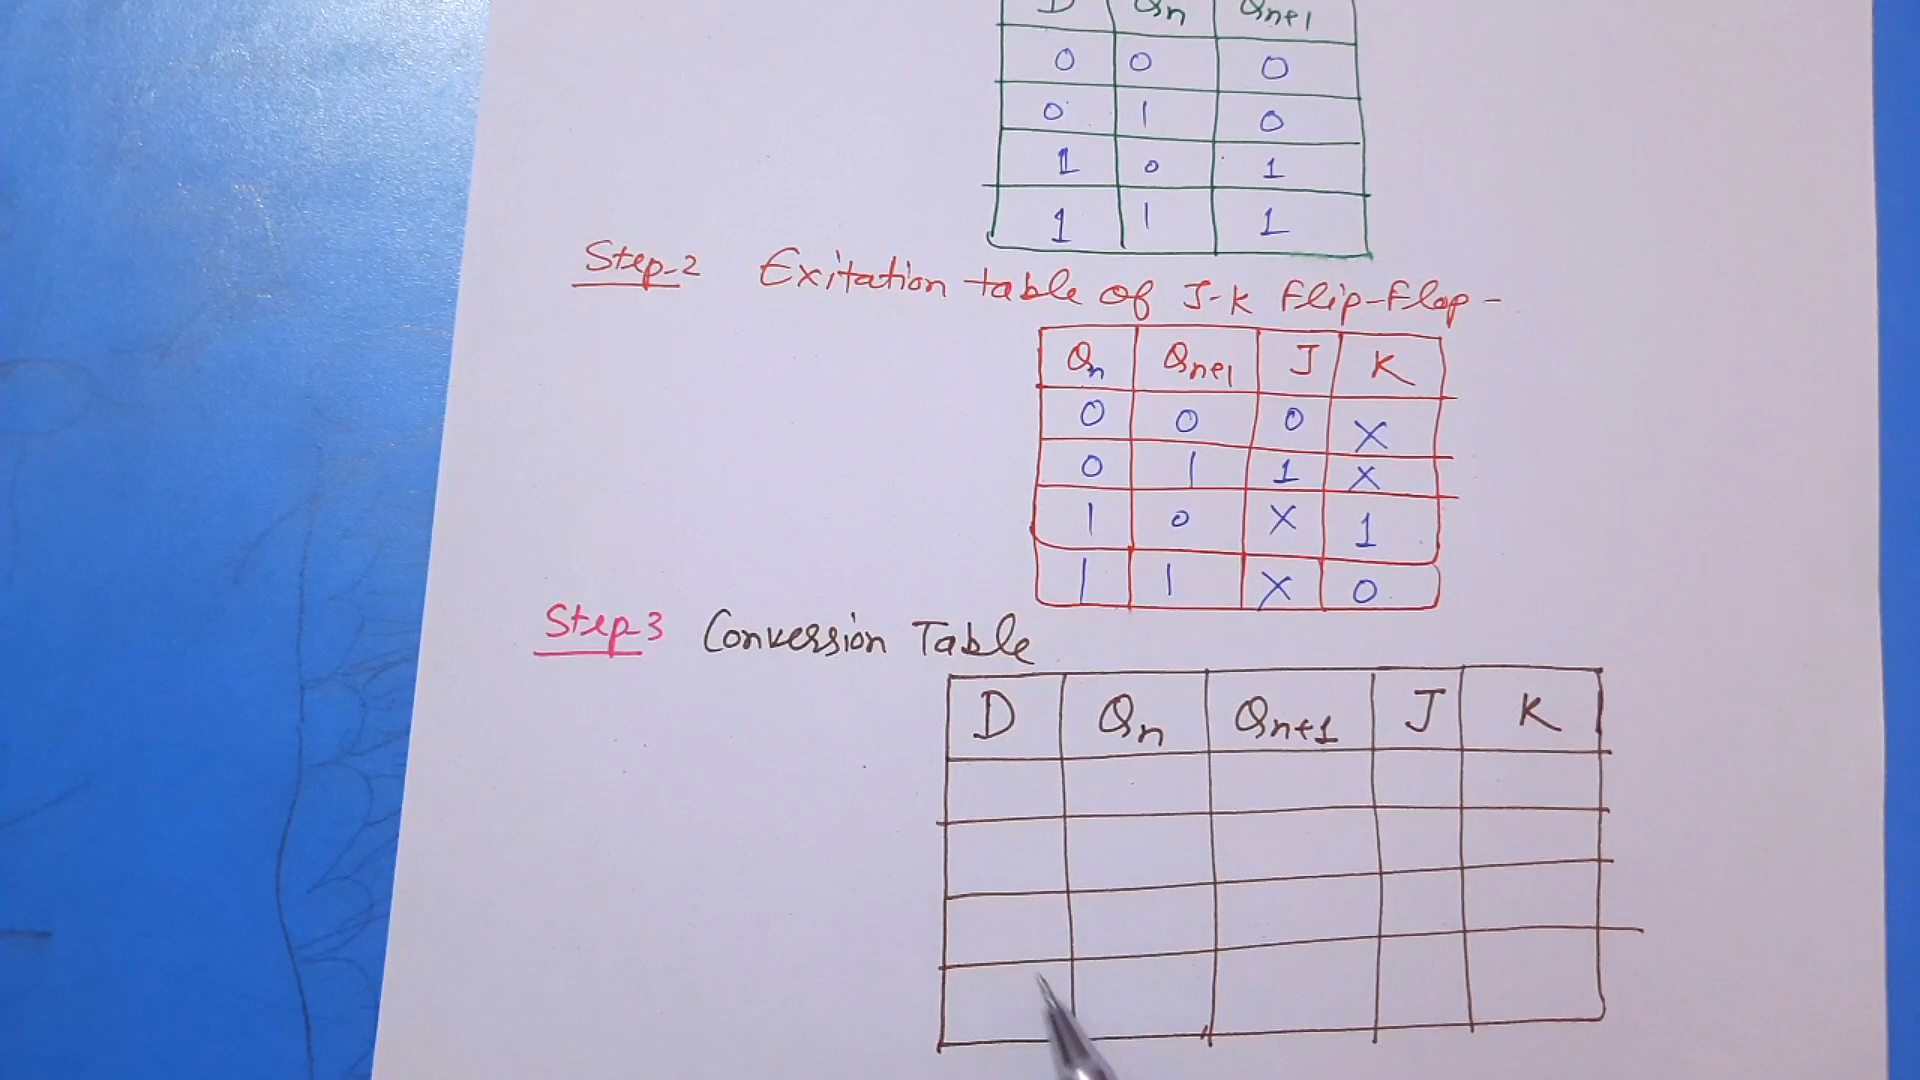 D Qn Qn+1
0 0 0
0 1 0
1 0 1
1 1 1
Step-2 Exitation table of J-K Flip-Flop-
Qn Qn+1 J K
0 0 0 X
0 1 1 X
1 0 X 1
1 1 X 0
Step-3 Conversion Table
D Qn Qn+1 J K